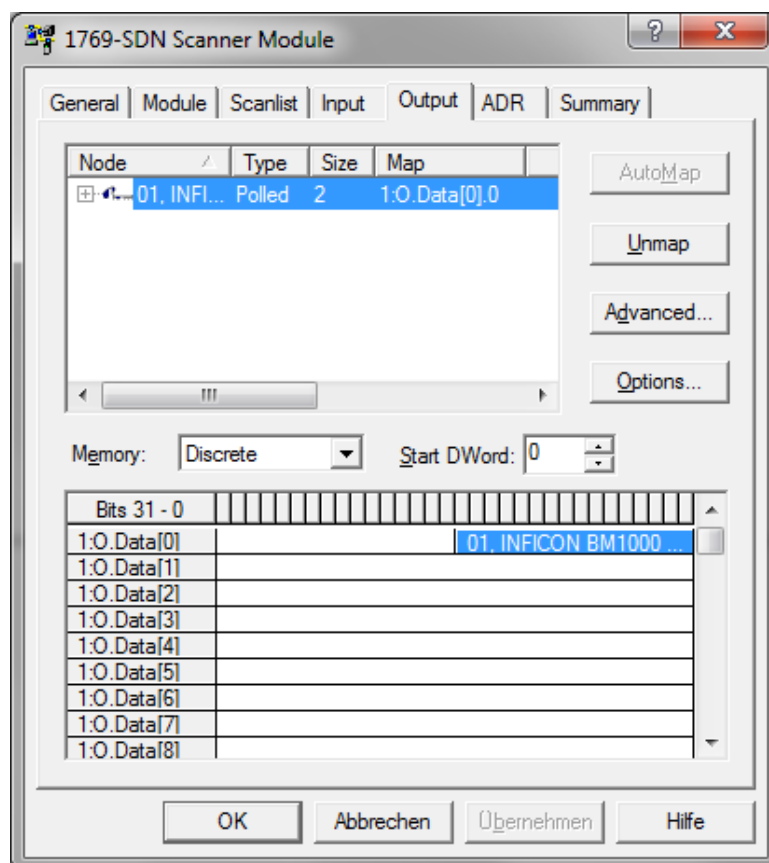 1769-SDN Scanner Module
General Module Scanlist Input Output ADR Summary
Node Type Size Map
01, INFI... Polled 2 1:O.Data[0].0
AutoMap
Unmap
Advanced...
Options...
Memory: Discrete Start DWord: 0
Bits 31 - 0
1:O.Data[0] 01, INFICON BM1000 ...
1:O.Data[1]
1:O.Data[2]
1:O.Data[3]
1:O.Data[4]
1:O.Data[5]
1:O.Data[6]
1:O.Data[7]
1:O.Data[8]
OK Abbrechen Übernehmen Hilfe